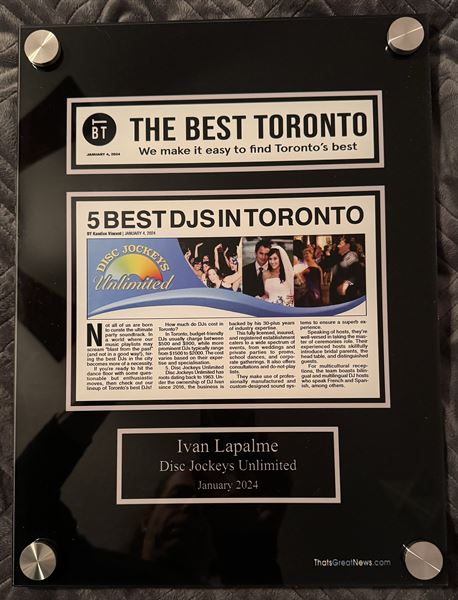 BT
THE BEST TORONTO
JANUARY 4, 2024
We make it easy to find Toronto's best
5 BEST DJS IN TORONTO
BT Kandice Vincent | JANUARY 4, 2024
DISC JOCKEYS
Unlimited
Not all of us are born
to curate the ultimate
party soundtrack. In
a world where our
music playlists may
scream "blast from the past"
(and not in a good way!), hir-
ing the best DJs in the city
becomes more of a necessity.
If you're ready to hit the
dance floor with some ques-
tionable but enthusiastic
moves, then check out our
lineup of Toronto's best DJs!
How much do DJs cost in
Toronto?
In Toronto, budget-friendly
DJs usually charge between
$500 and $900, while more
prominent DJs typically range
from $1500 to $2000. The cost
varies based on their exper-
tise and specialty.
5. Disc Jockeys Unlimited
Disc Jockeys Unlimited has
roots dating back to 1983. Un-
der the ownership of DJ Ivan
since 2016, the business is
backed by his 30-plus years
of industry expertise.
This fully licensed, insured,
and registered establishment
caters to a wide spectrum of
events, from weddings and
private parties to proms,
school dances, and corpo-
rate gatherings. It also offers
consultations and do-not-play
lists.
They make use of profes-
sionally manufactured and
custom-designed sound sys-
tems to ensure a superb ex-
perience.
Speaking of hosts, they're
well-versed in taking the mas-
ter of ceremonies role. Their
experienced hosts skillfully
introduce bridal parties, the
head table, and distinguished
guests.
For multicultural recep-
tions, the team boasts bilin-
gual and multilingual DJ hosts
who speak French and Span-
ish, among others.
Ivan Lapalme
Disc Jockeys Unlimited
January 2024
ThatsGreatNews.com